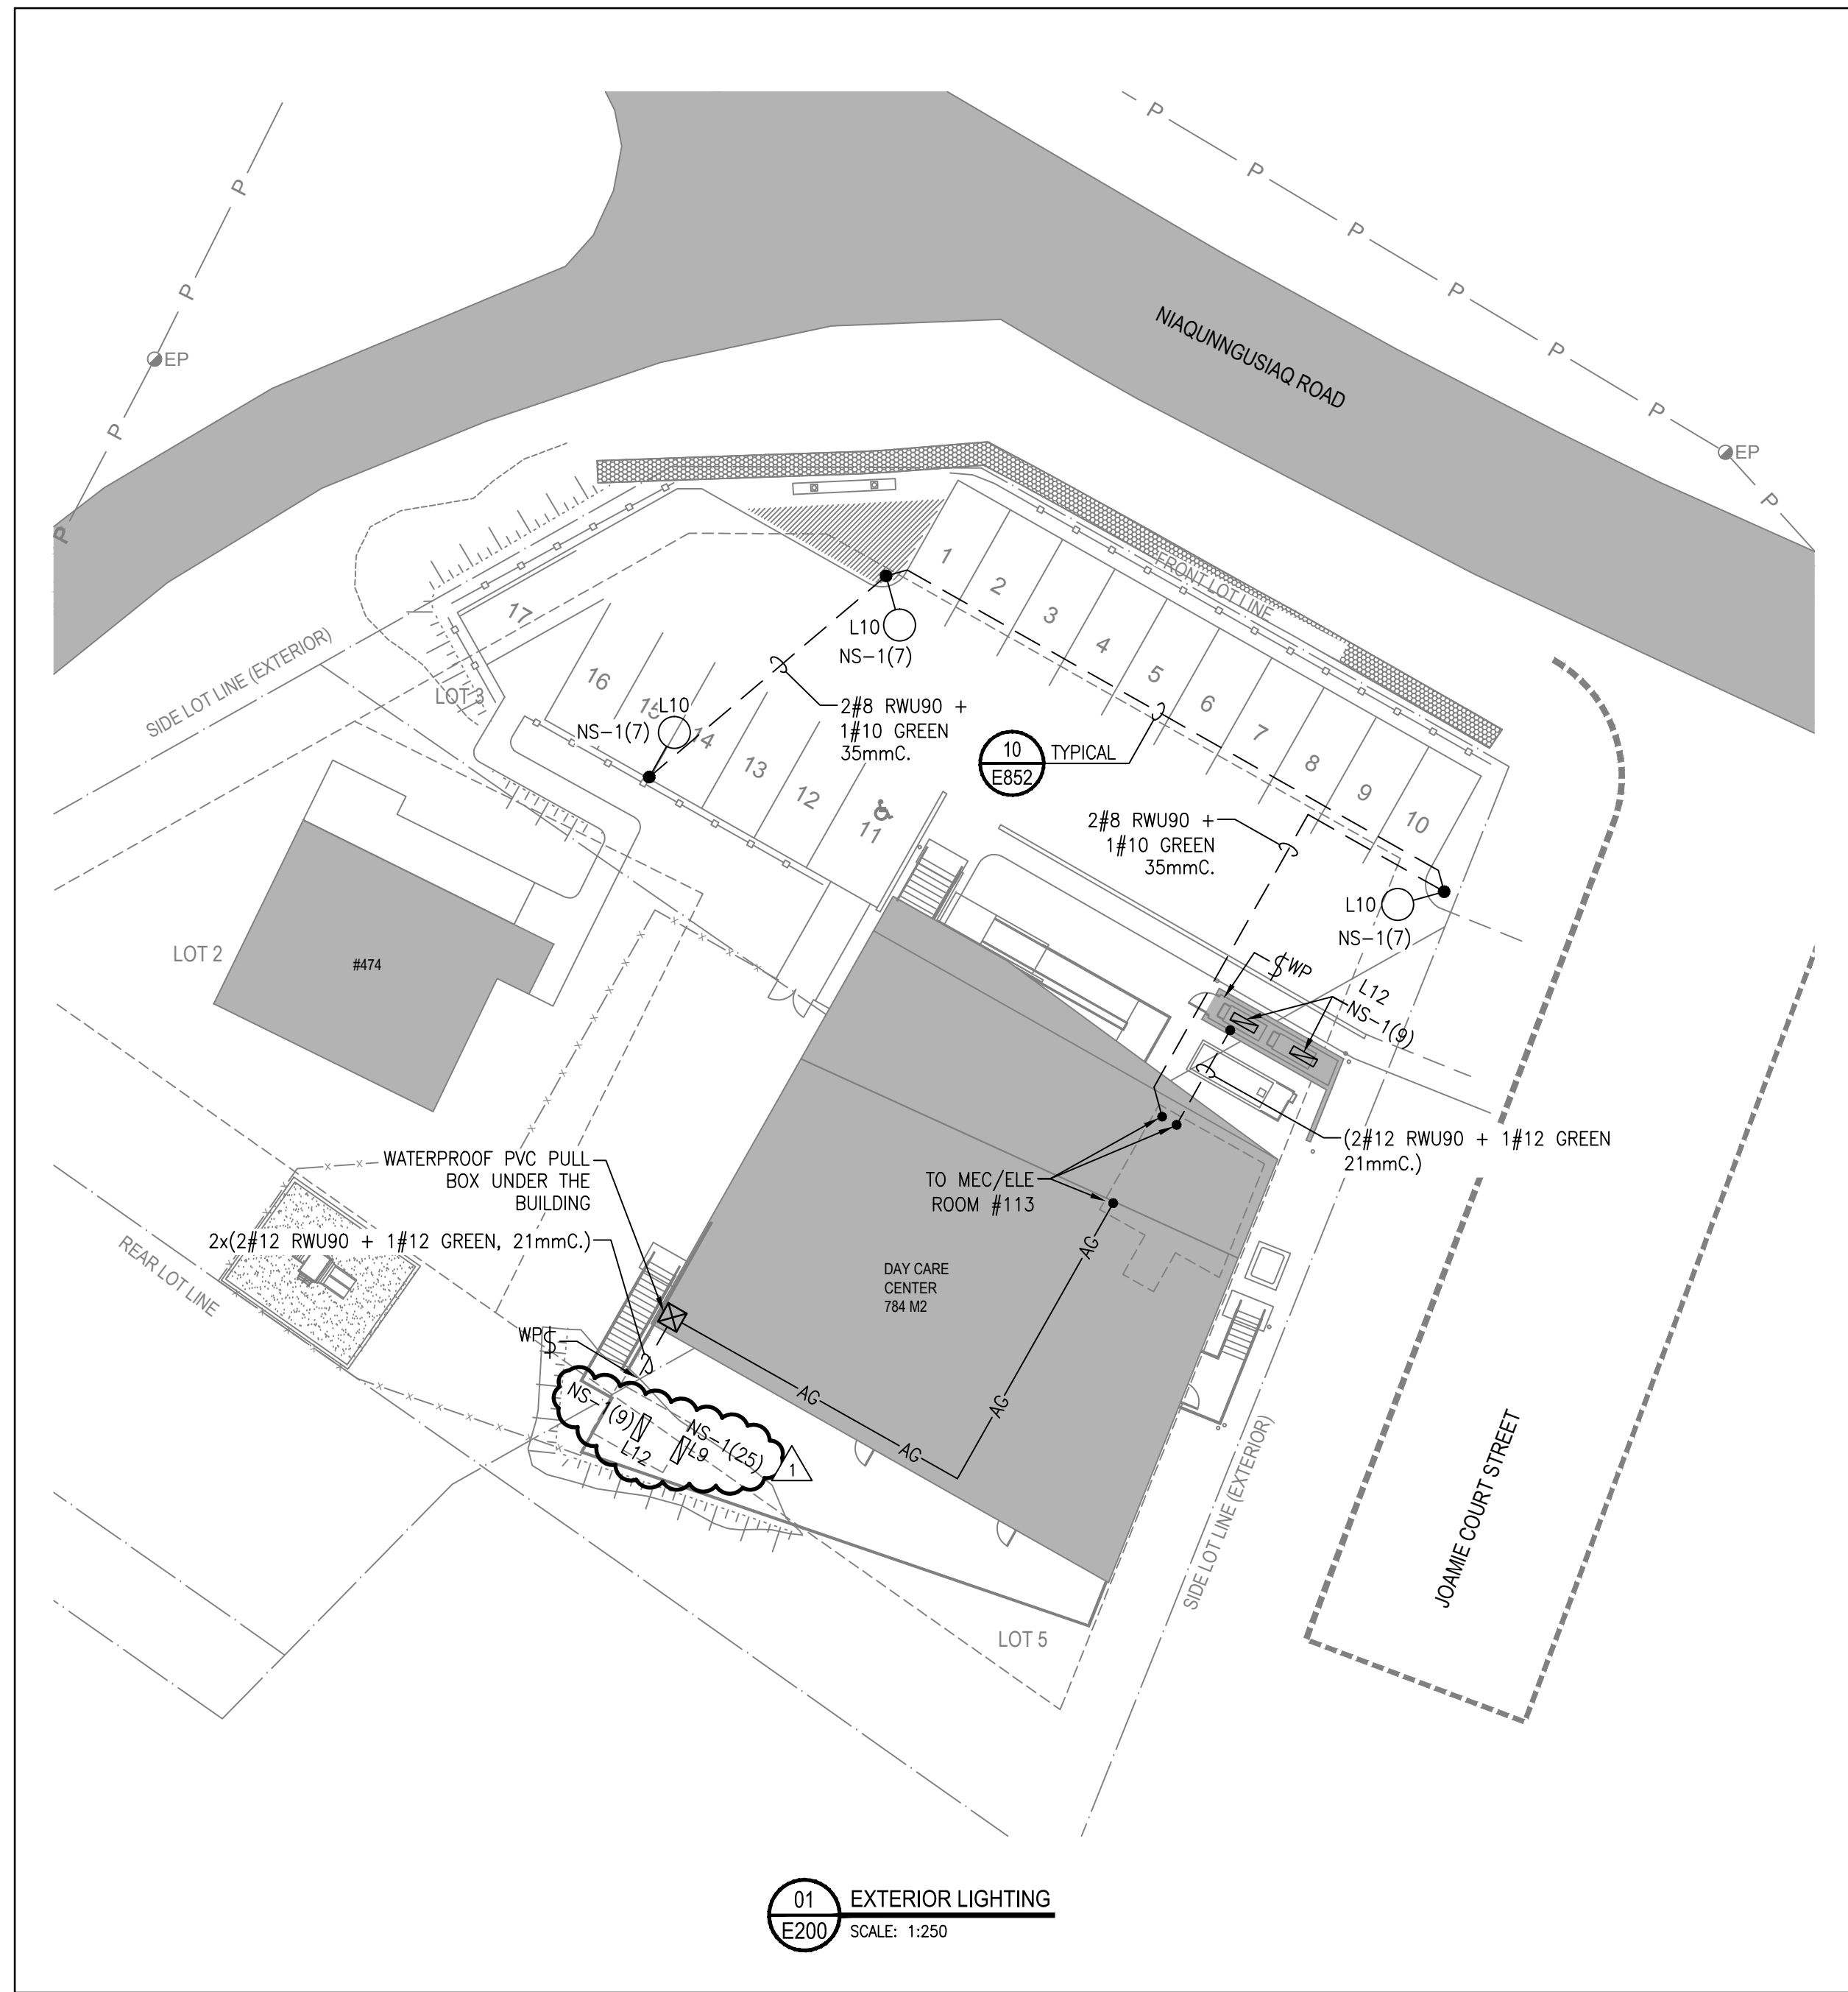 P
P
P
P
P
P
P
P
P
P
P
EP
EP
NIAQUNNGUSIAQ ROAD
FRONT LOT LINE
SIDE LOT LINE (EXTERIOR)
LOT 3
17
16
15
14
13
12
11
1
2
3
4
5
6
7
8
9
10
L10
NS-1(7)
L10
NS-1(7)
2#8 RWU90 +
1#10 GREEN
35mmC.
10
E852
TYPICAL
2#8 RWU90 +
1#10 GREEN
35mmC.
L10
NS-1(7)
LOT 2
#474
$WP
L12
NS-1(9)
(2#12 RWU90 + 1#12 GREEN
21mmC.)
WATERPROOF PVC PULL
BOX UNDER THE
BUILDING
TO MEC/ELE
ROOM #113
2x(2#12 RWU90 + 1#12 GREEN, 21mmC.)
REAR LOT LINE
DAY CARE
CENTER
784 M2
AG
AG
AG
AG
WP$
NS-1(9)
L12
L9
NS-1(25)
1
SIDE LOT LINE (EXTERIOR)
JOAMIE COURT STREET
LOT 5
01
E200
EXTERIOR LIGHTING
SCALE: 1:250